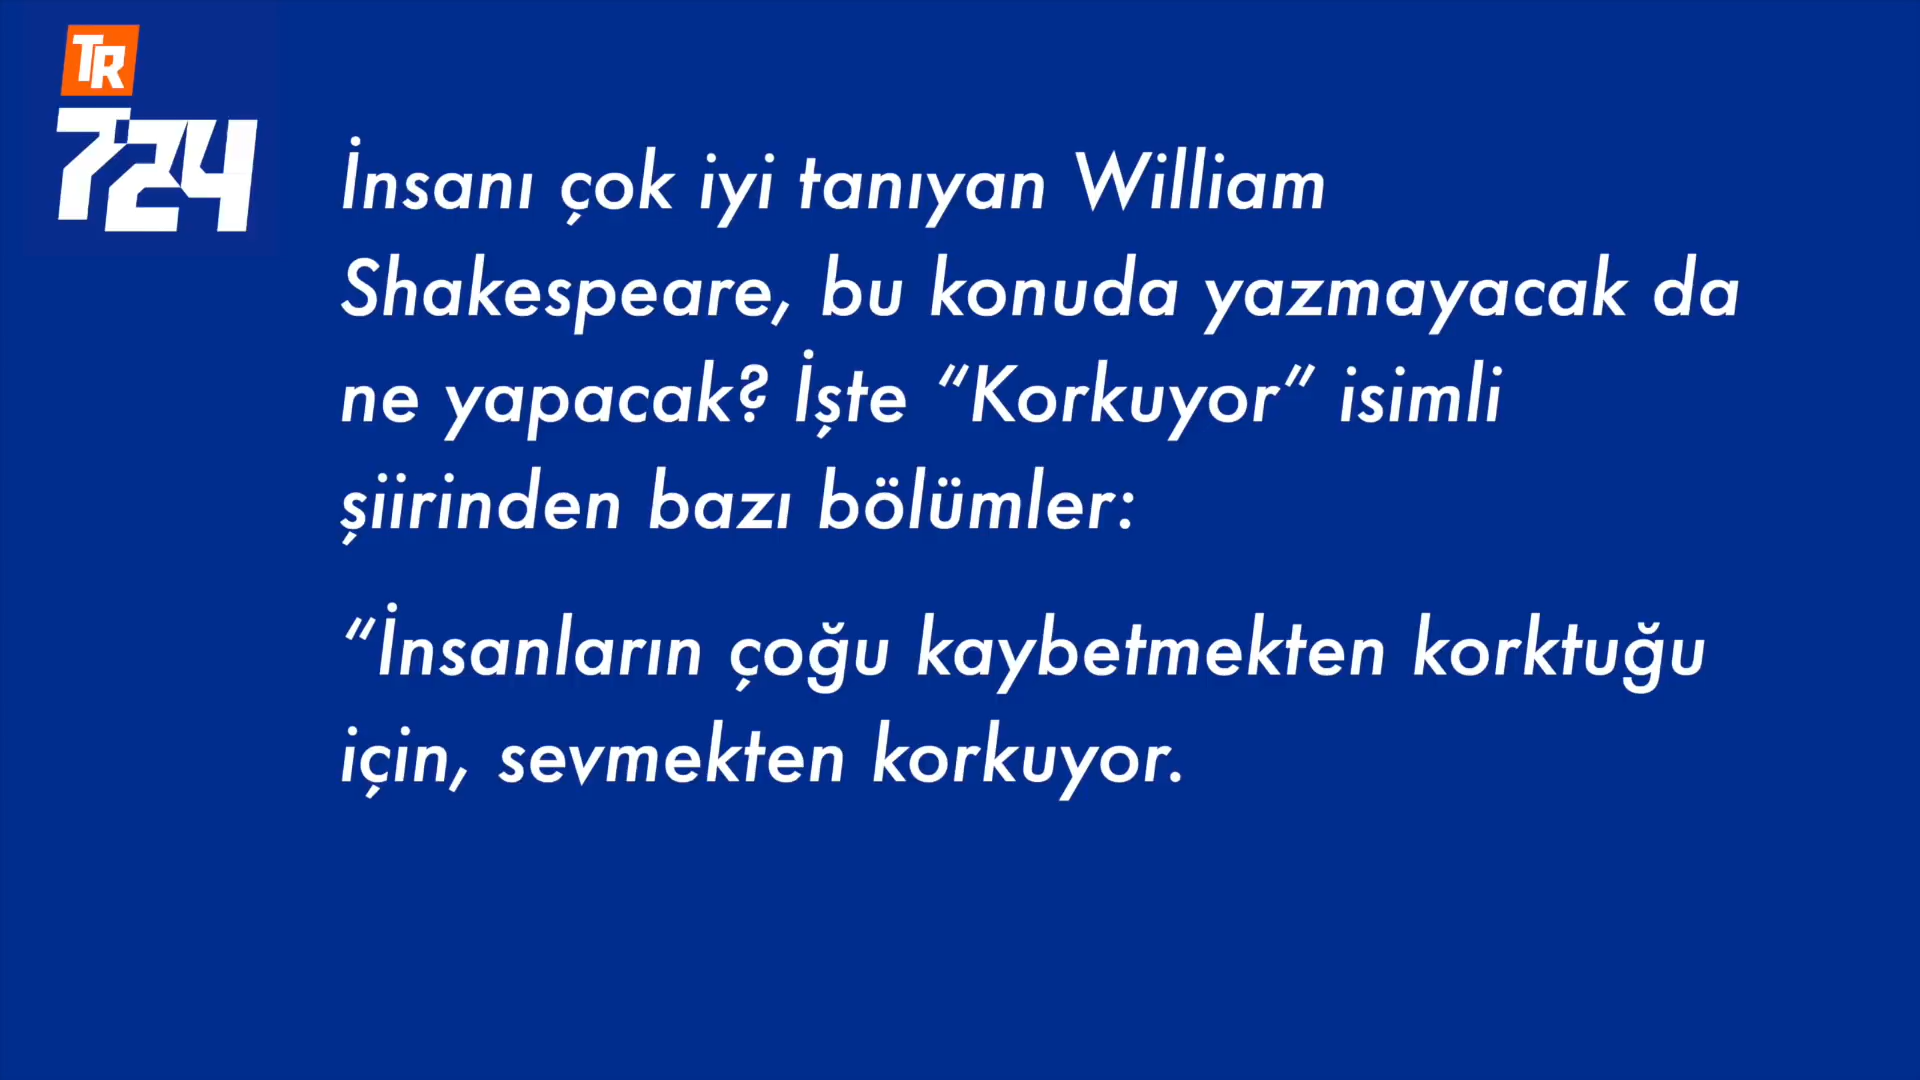 TR
724
İnsanı çok iyi tanıyan William
Shakespeare, bu konuda yazmayacak da
ne yapacak? İşte “Korkuyor” isimli
şiirinden bazı bölümler:
“İnsanların çoğu kaybetmekten korktuğu
için, sevmekten korkuyor.